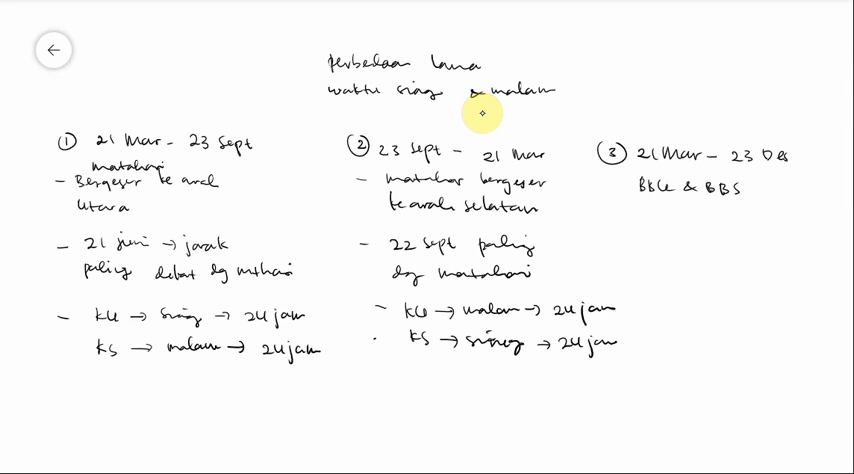 perbedaan lama
waktu siang & malam
① 21 Mar - 23 Sept
matahari
- Bergeser ke arah
Utara
- 21 juni → jarak
paling dekat dg mthari
- KU → siang → 24 jam
KS → malam → 24 jam
② 23 Sept - 21 Mar
- matahar bergeser
ke arah selatan
- 22 Sept paling
dg matahari
- KU → malam → 24 jam
. KS → siang → 24 jam
③ 21 Mar - 23 Des
BBU & BBS